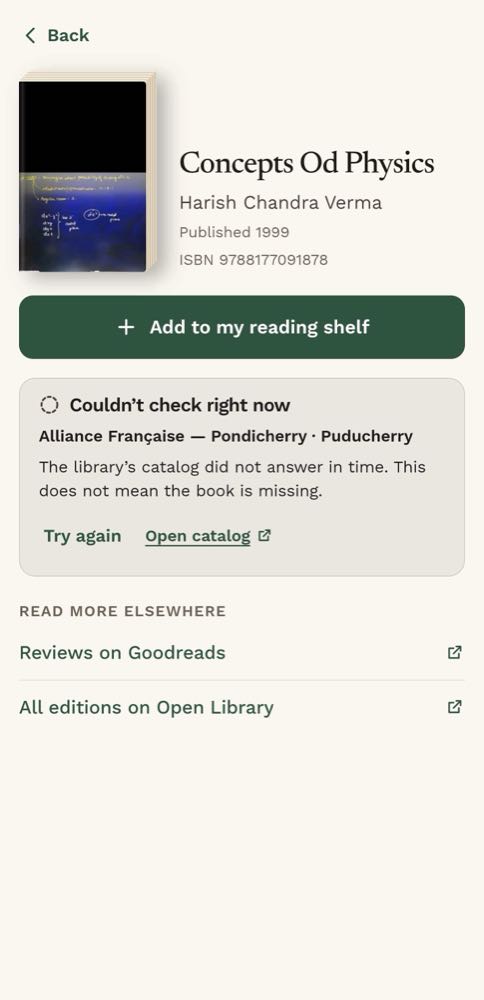 Back
Concepts Od Physics
Harish Chandra Verma
Published 1999
ISBN 9788177091878
Add to my reading shelf
Couldn’t check right now
Alliance Française — Pondicherry · Puducherry
The library’s catalog did not answer in time. This
does not mean the book is missing.
Try again Open catalog
READ MORE ELSEWHERE
Reviews on Goodreads
All editions on Open Library